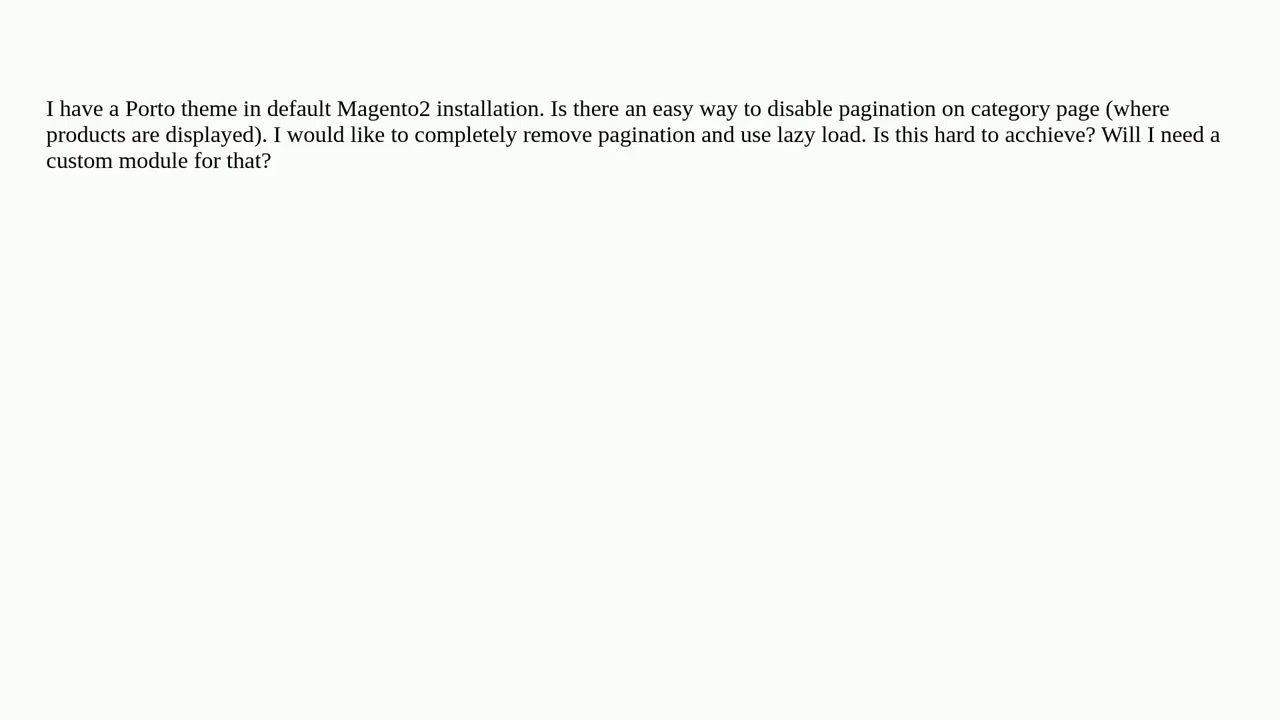 I have a Porto theme in default Magento2 installation. Is there an easy way to disable pagination on category page (where
products are displayed). I would like to completely remove pagination and use lazy load. Is this hard to acchieve? Will I need a
custom module for that?